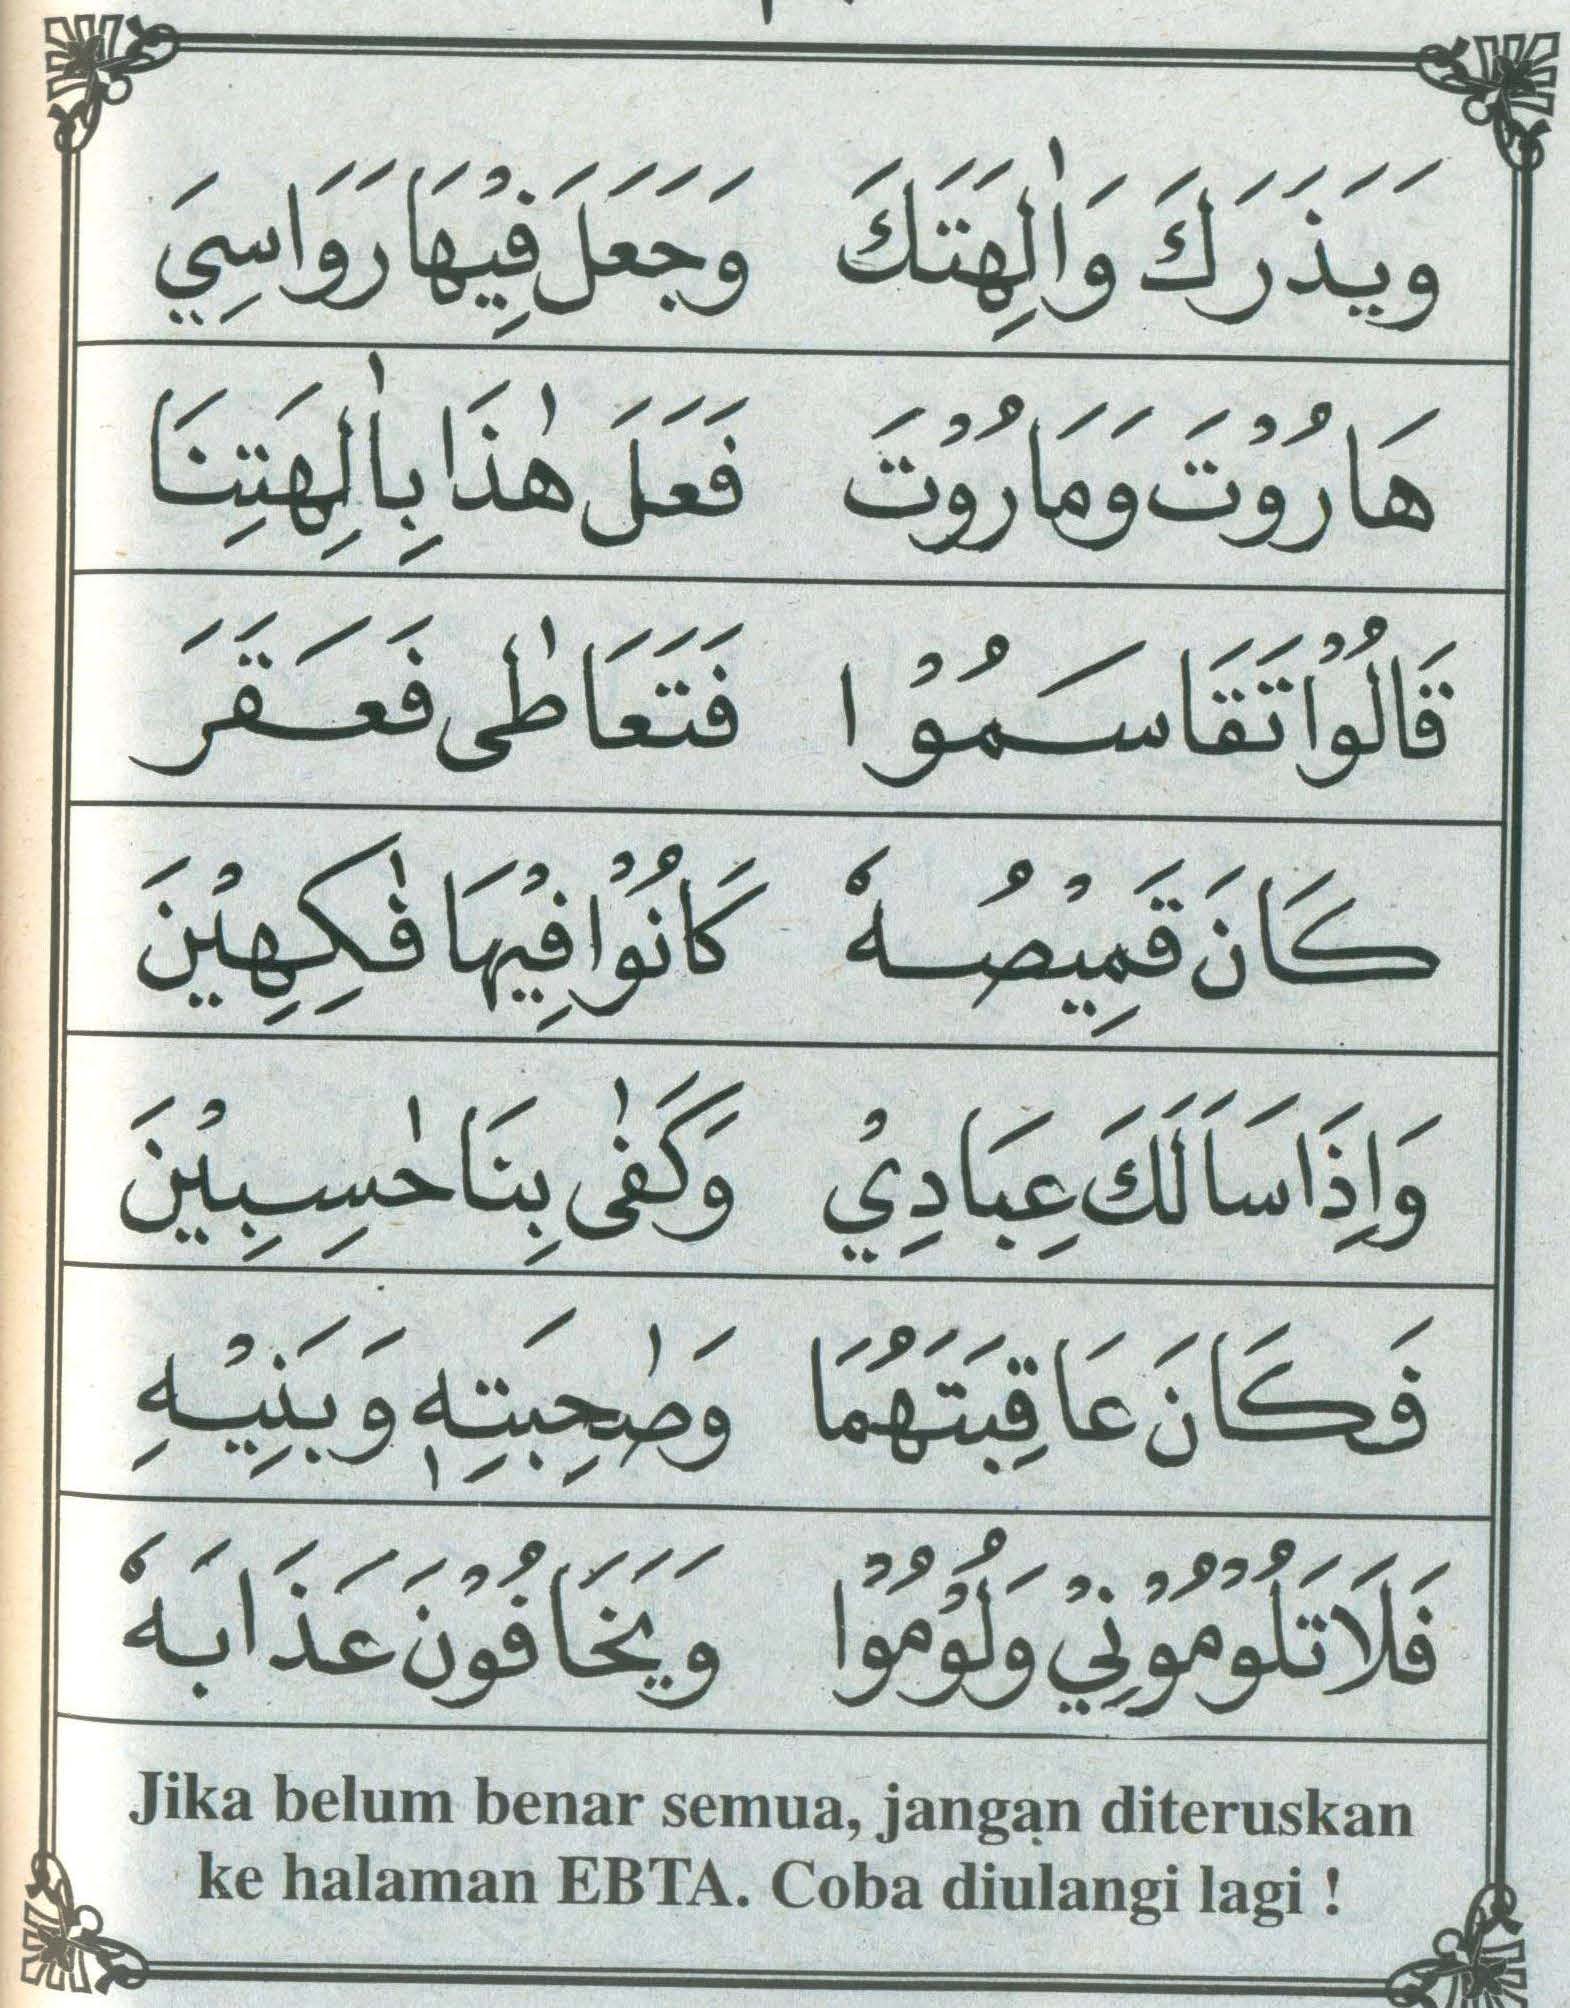 وَيَذَرَكَ وَاٰلِهَتَكَ وَجَعَلَ فِيْهَا رَوَاسِيَ
هَارُوْتَ وَمَارُوْتَ فَعَلَ هٰذَا بِاٰلِهَتِنَا
قَالُوْا تَقَاسَمُوْا فَتَعَاطٰى فَعَقَرَ
كَانَ قَمِيْصُهٗ كَانُوْا فِيْهَا فٰكِهِيْنَ
وَاِذَا سَاَلَكَ عِبَادِيْ وَكَفٰى بِنَا حٰسِبِيْنَ
فَكَانَ عَاقِبَتَهُمَا وَصٰحِبَتِهٖ وَبَنِيْهِ
فَلَا تَلُوْمُوْنِيْ وَلُوْمُوْا وَيَخَافُوْنَ عَذَابَهٗ
Jika belum benar semua, jangan diteruskan
ke halaman EBTA. Coba diulangi lagi !